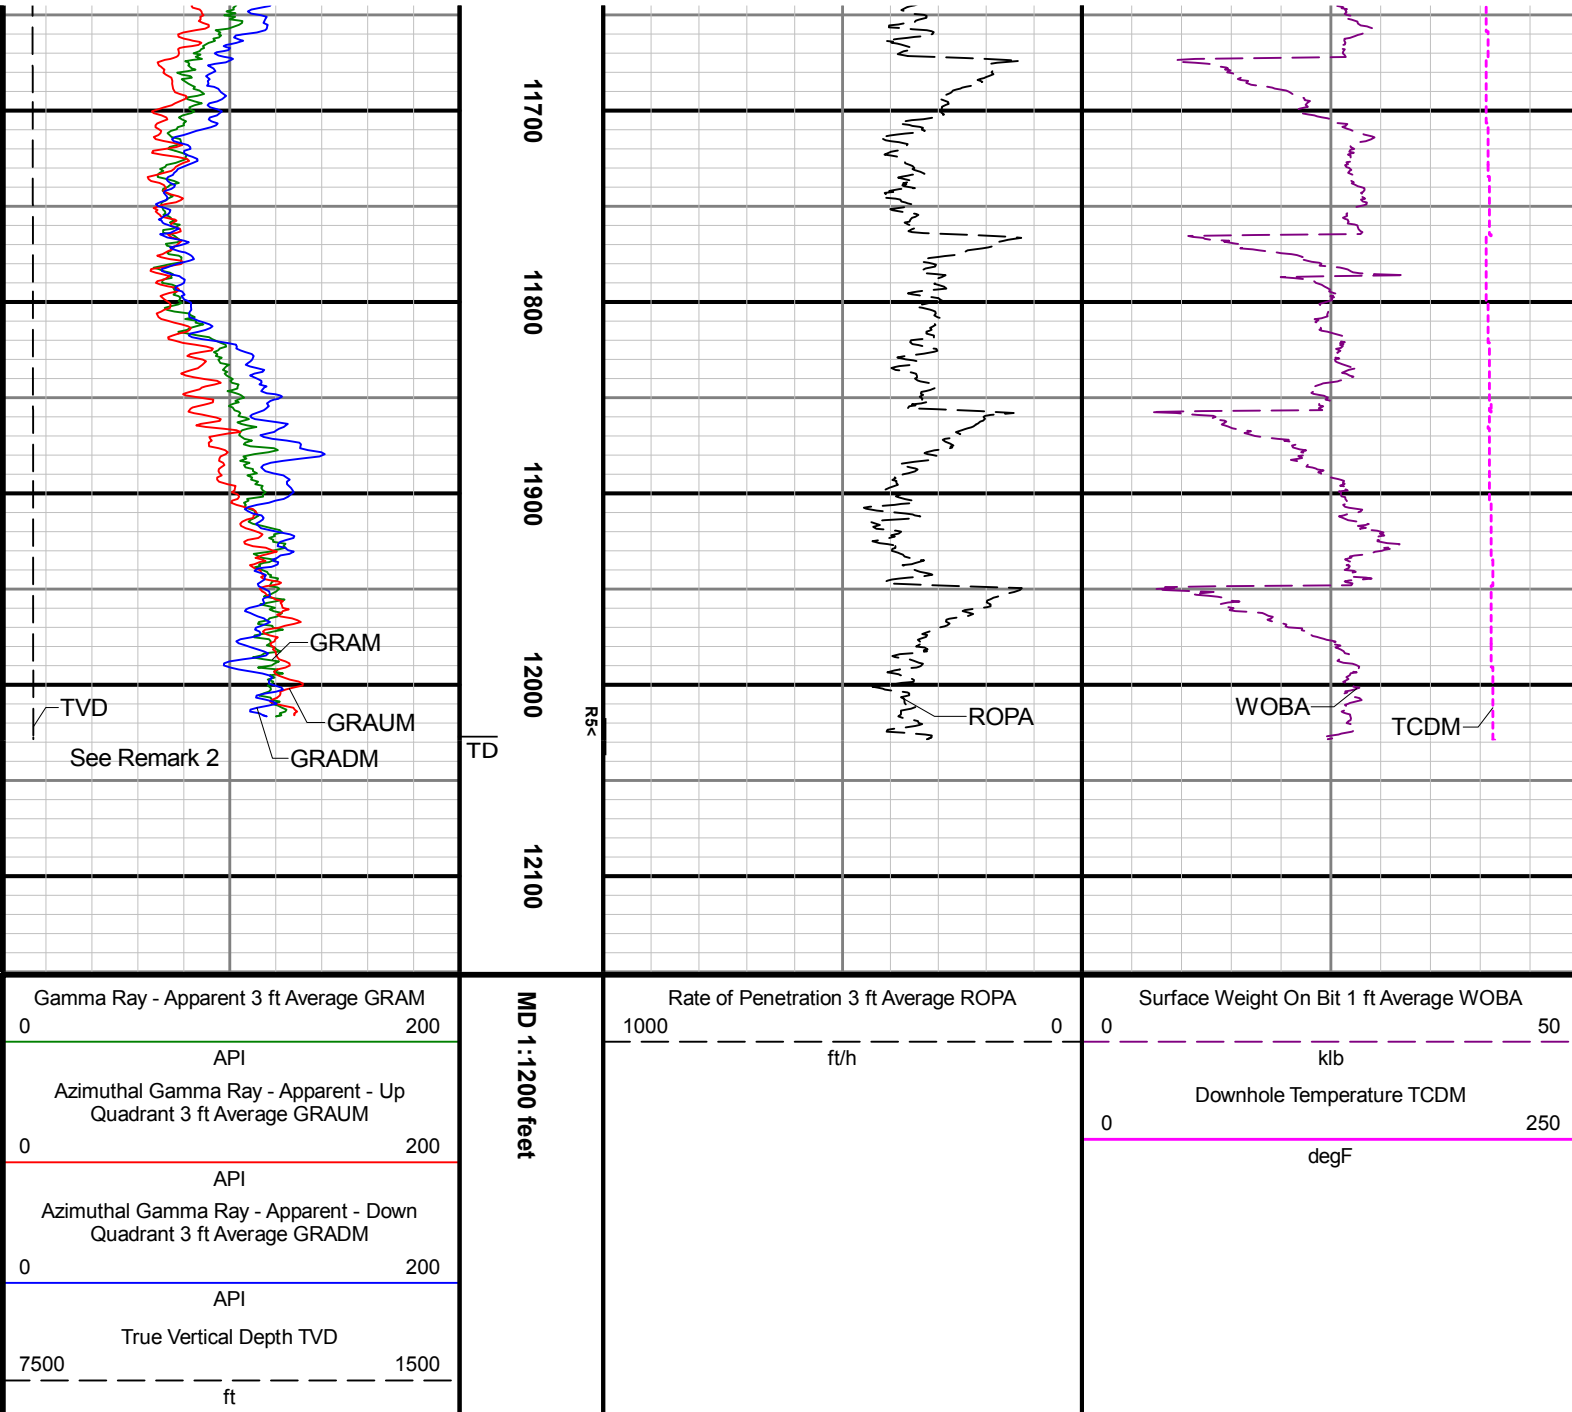 11700
11800
11900
12000
12100
GRAM
TVD
GRAUM
See Remark 2
GRADM
TD
R5<
ROPA
WOBA
TCDM
Gamma Ray - Apparent 3 ft Average GRAM
0 200
API
Azimuthal Gamma Ray - Apparent - Up
Quadrant 3 ft Average GRAUM
0 200
API
Azimuthal Gamma Ray - Apparent - Down
Quadrant 3 ft Average GRADM
0 200
API
True Vertical Depth TVD
7500 1500
ft
MD 1:1200 feet
Rate of Penetration 3 ft Average ROPA
1000 0
ft/h
Surface Weight On Bit 1 ft Average WOBA
0 50
klb
Downhole Temperature TCDM
0 250
degF